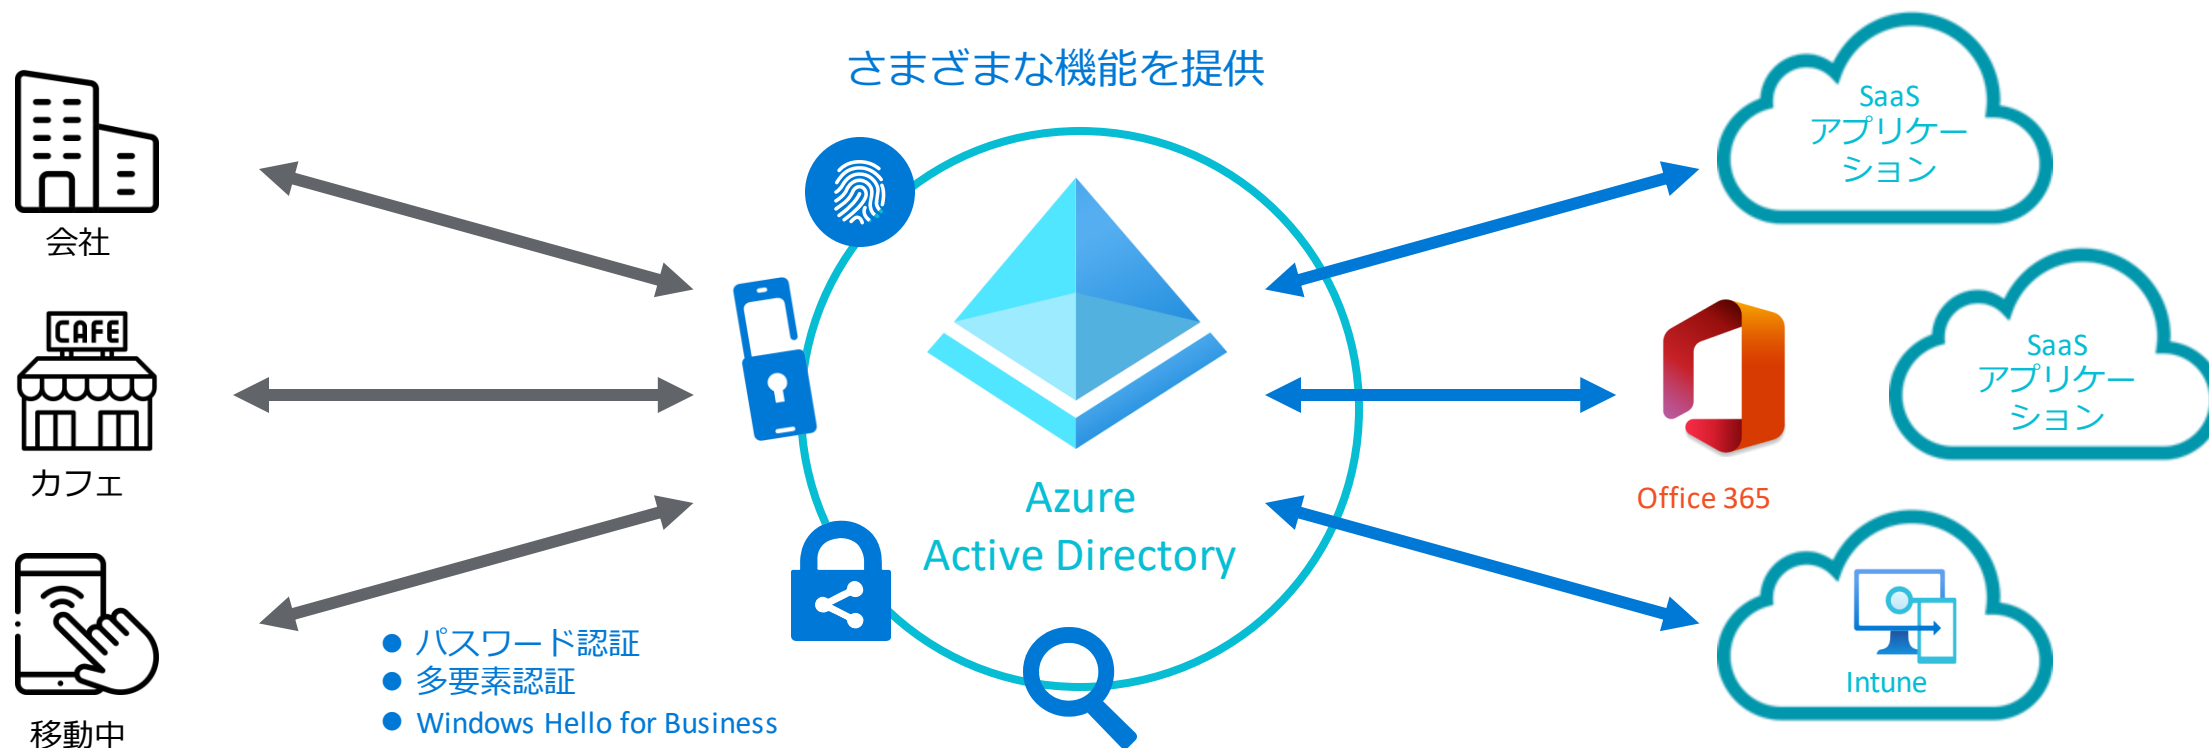 さまざまな機能を提供
会社
CAFE
カフェ
移動中
パスワード認証
多要素認証
Windows Hello for Business
Azure
Active Directory
SaaS
アプリケー
ション
Office 365
SaaS
アプリケー
ション
Intune